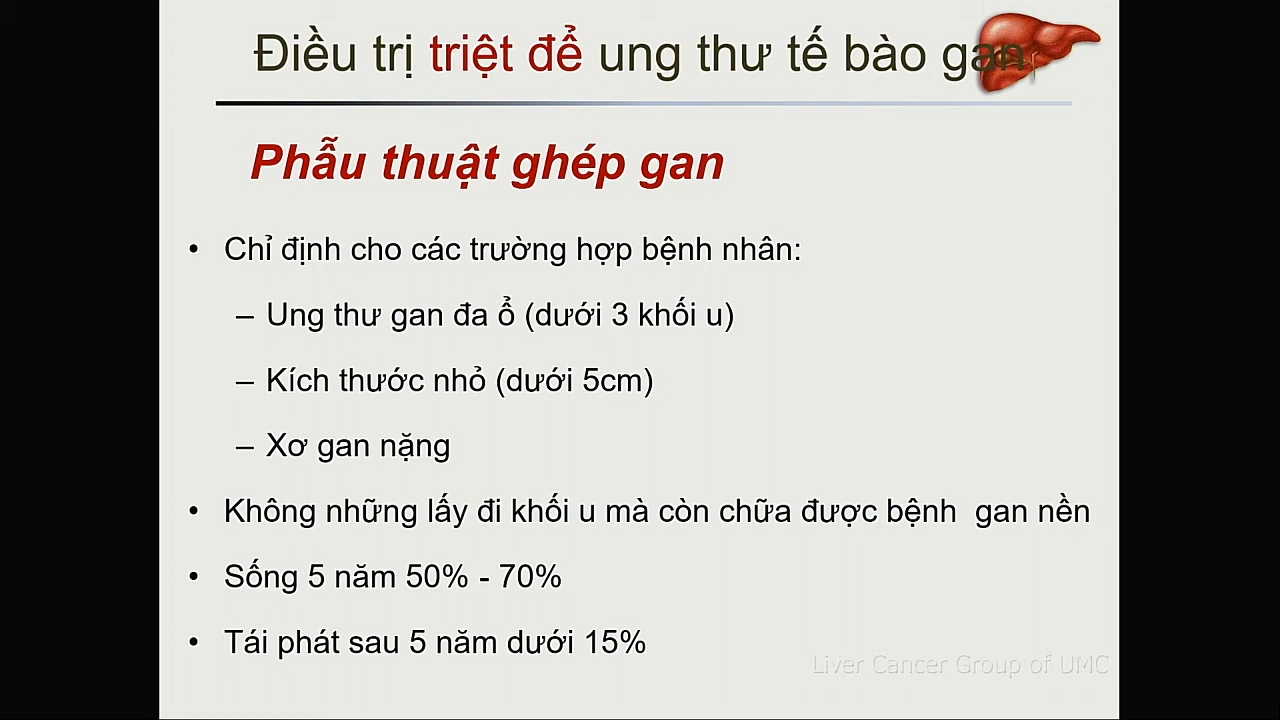 Điều trị triệt để ung thư tế bào gan
Phẫu thuật ghép gan
• Chỉ định cho các trường hợp bệnh nhân:
– Ung thư gan đa ổ (dưới 3 khối u)
– Kích thước nhỏ (dưới 5cm)
– Xơ gan nặng
• Không những lấy đi khối u mà còn chữa được bệnh gan nền
• Sống 5 năm 50% - 70%
• Tái phát sau 5 năm dưới 15%
Liver Cancer Group of UMC